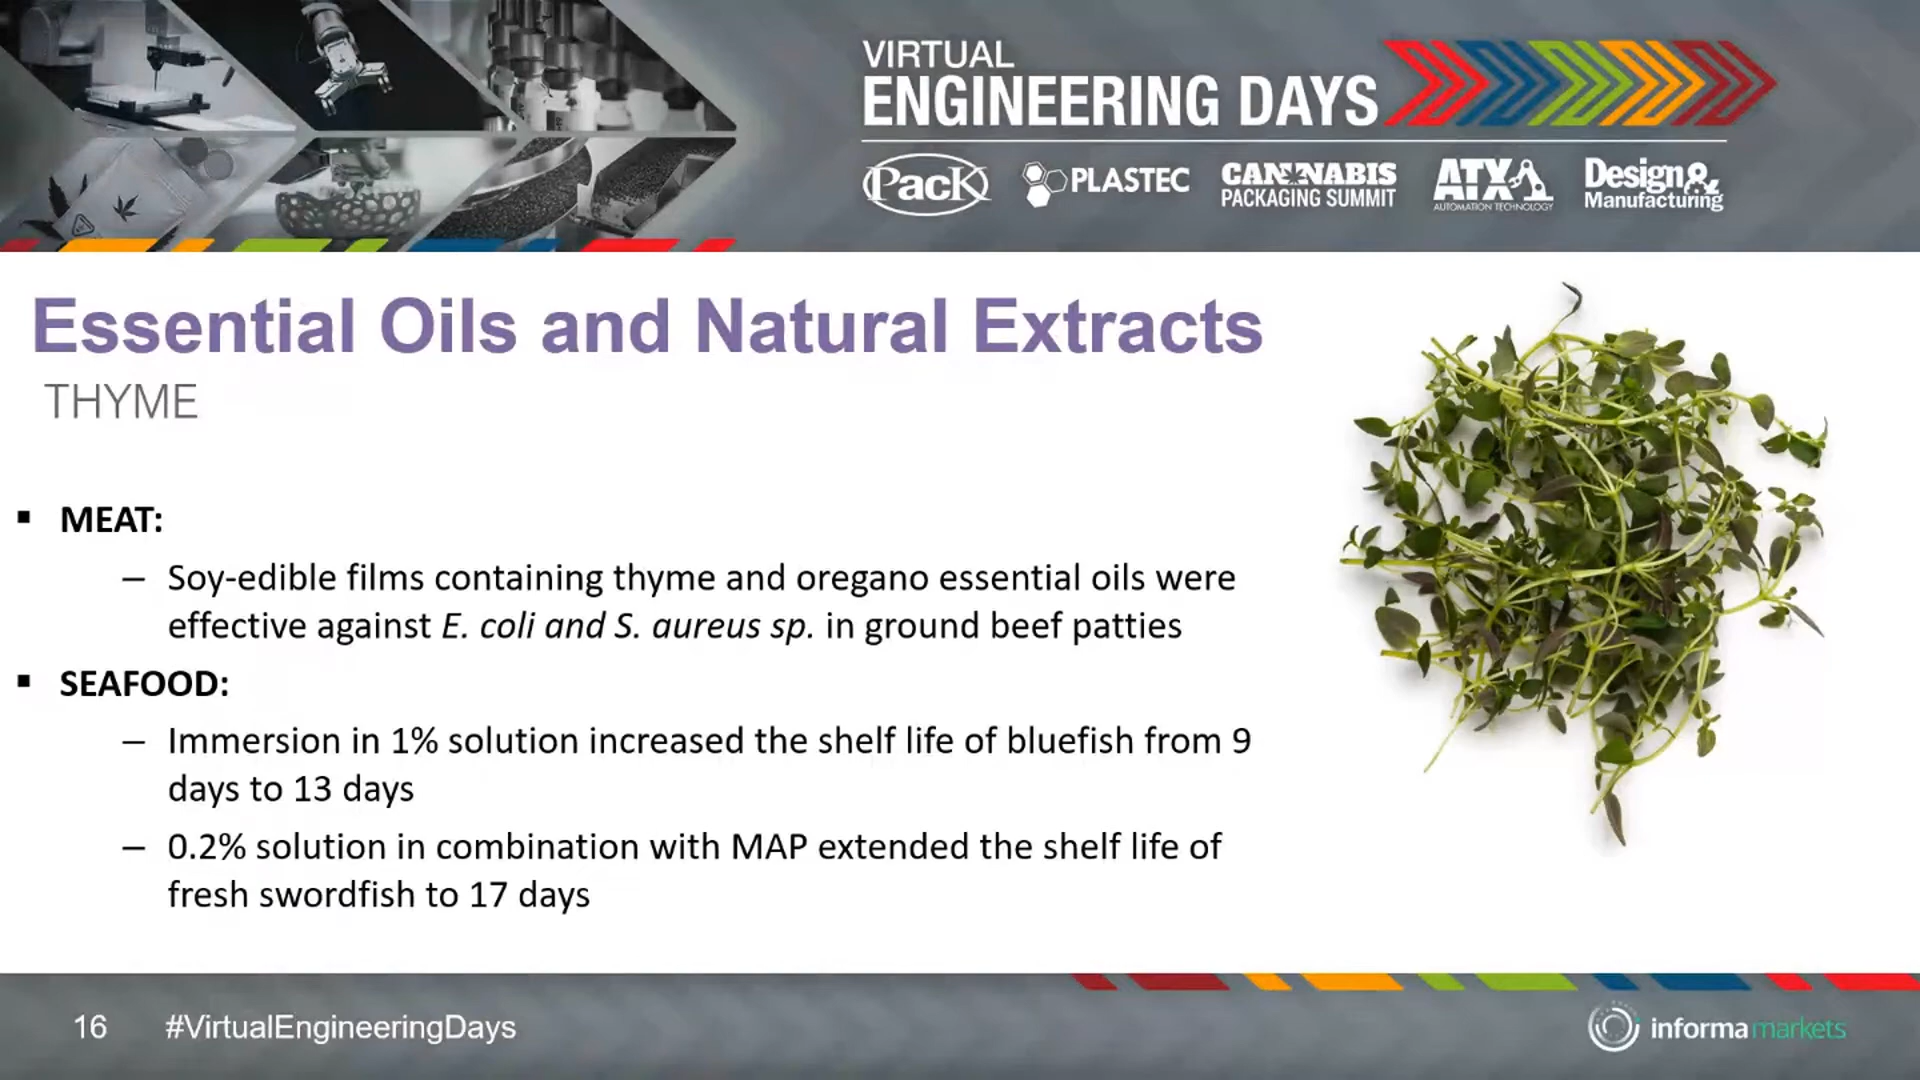 VIRTUAL
ENGINEERING DAYS
PacK
PLASTEC
CANNABIS
PACKAGING SUMMIT
ATX
AUTOMATION TECHNOLOGY
Design&
Manufacturing
Essential Oils and Natural Extracts
THYME
▪ MEAT:
– Soy-edible films containing thyme and oregano essential oils were
effective against E. coli and S. aureus sp. in ground beef patties
▪ SEAFOOD:
– Immersion in 1% solution increased the shelf life of bluefish from 9
days to 13 days
– 0.2% solution in combination with MAP extended the shelf life of
fresh swordfish to 17 days
16 #VirtualEngineeringDays
informa markets